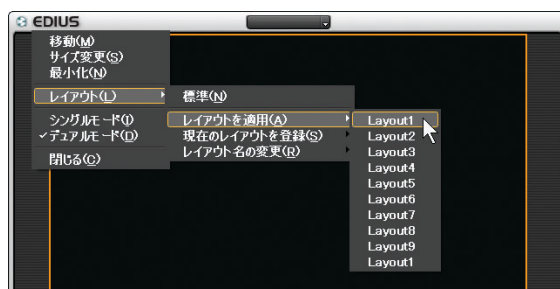 EDIUS
移動(M)
サイズ変更(S)
最小化(N)
レイアウト(L)
シングルモード(I)
✓デュアルモード(D)
閉じる(C)
標準(N)
レイアウトを適用(A)
現在のレイアウトを登録(S)
レイアウト名の変更(R)
Layout1
Layout2
Layout3
Layout4
Layout5
Layout6
Layout7
Layout8
Layout9
Layout1